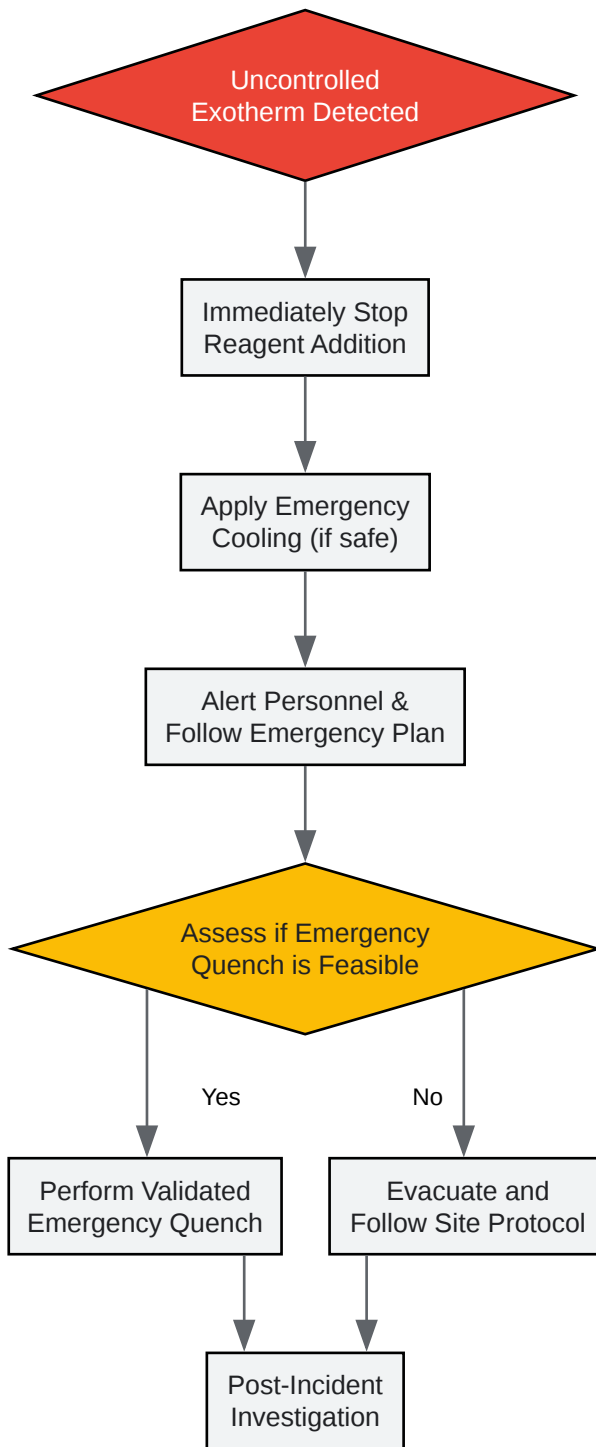 Uncontrolled
Exotherm Detected
Immediately Stop
Reagent Addition
Apply Emergency
Cooling (if safe)
Alert Personnel &
Follow Emergency Plan
Assess if Emergency
Quench is Feasible
Yes
No
Perform Validated
Emergency Quench
Evacuate and
Follow Site Protocol
Post-Incident
Investigation